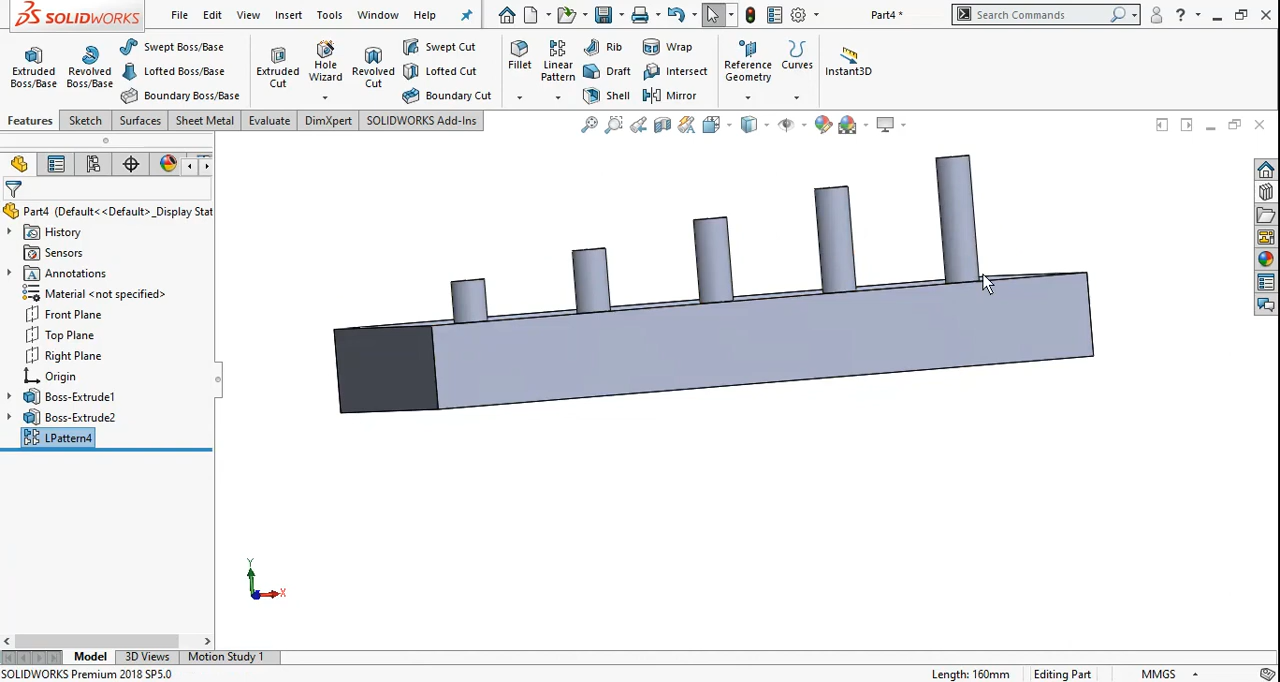 SOLIDWORKS File Edit View Insert Tools Window Help Part4 * Search Commands ?
Extruded Boss/Base
Revolved Boss/Base
Swept Boss/Base
Lofted Boss/Base
Boundary Boss/Base
Extruded Cut
Hole Wizard
Revolved Cut
Swept Cut
Lofted Cut
Boundary Cut
Fillet
Linear Pattern
Rib
Draft
Shell
Wrap
Intersect
Mirror
Reference Geometry
Curves
Instant3D
Features Sketch Surfaces Sheet Metal Evaluate DimXpert SOLIDWORKS Add-Ins
Part4 (Default<<Default>_Display Stat
History
Sensors
Annotations
Material <not specified>
Front Plane
Top Plane
Right Plane
Origin
Boss-Extrude1
Boss-Extrude2
LPattern4
Y
X
Model 3D Views Motion Study 1
SOLIDWORKS Premium 2018 SP5.0 Length: 160mm Editing Part MMGS